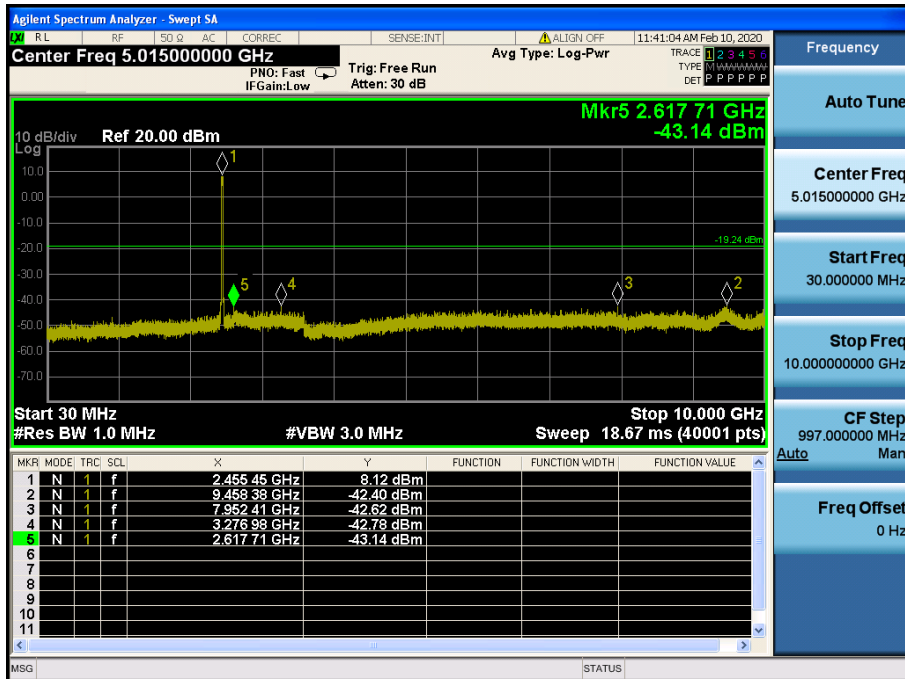 Agilent Spectrum Analyzer - Swept SA
LXI RL RF 50 Ω AC CORREC SENSE:INT ALIGN OFF 11:41:04 AM Feb 10, 2020
Center Freq 5.015000000 GHz
PNO: Fast
IFGain:Low
Trig: Free Run
Atten: 30 dB
Avg Type: Log-Pwr
TRACE 1 2 3 4 5 6
TYPE M WWWWW
DET P P P P P P
Mkr5 2.617 71 GHz
-43.14 dBm
10 dB/div Ref 20.00 dBm
Log
10.0
0.00
-10.0
-20.0
-30.0
-40.0
-50.0
-60.0
-70.0
1
5
4
3
2
-19.24 dBm
Start 30 MHz Stop 10.000 GHz
#Res BW 1.0 MHz #VBW 3.0 MHz Sweep 18.67 ms (40001 pts)
MKR MODE TRC SCL X Y FUNCTION FUNCTION WIDTH FUNCTION VALUE
1 N 1 f 2.455 45 GHz 8.12 dBm
2 N 1 f 9.458 38 GHz -42.40 dBm
3 N 1 f 7.952 41 GHz -42.62 dBm
4 N 1 f 3.276 98 GHz -42.78 dBm
5 N 1 f 2.617 71 GHz -43.14 dBm
6
7
8
9
10
11
MSG STATUS
Frequency
Auto Tune
Center Freq
5.015000000 GHz
Start Freq
30.000000 MHz
Stop Freq
10.000000000 GHz
CF Step
997.000000 MHz
Auto Man
Freq Offset
0 Hz